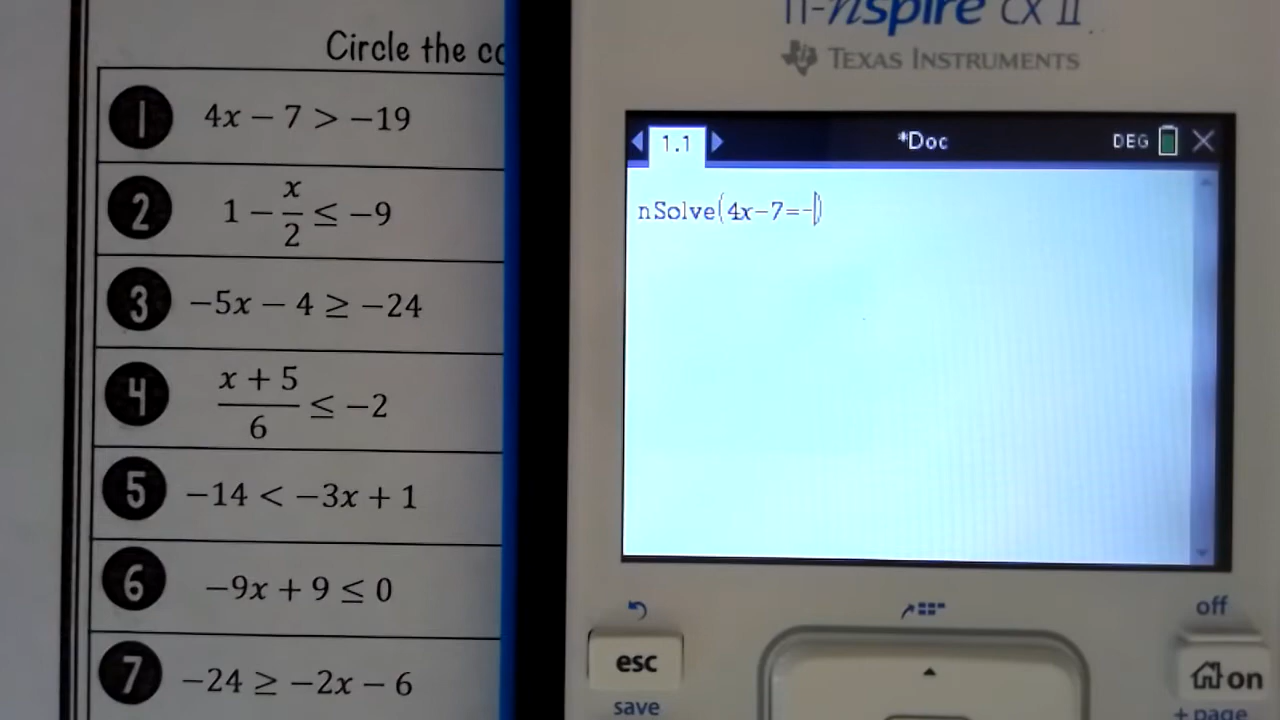 Circle the co
1 4x − 7 > −19
2 1 − x/2 ≤ −9
3 −5x − 4 ≥ −24
4 (x + 5)/6 ≤ −2
5 −14 < −3x + 1
6 −9x + 9 ≤ 0
7 −24 ≥ −2x − 6
TI-nspire CX II
TEXAS INSTRUMENTS
1.1 *Doc DEG
nSolve(4x−7=-)
off
esc
on
save
+ page